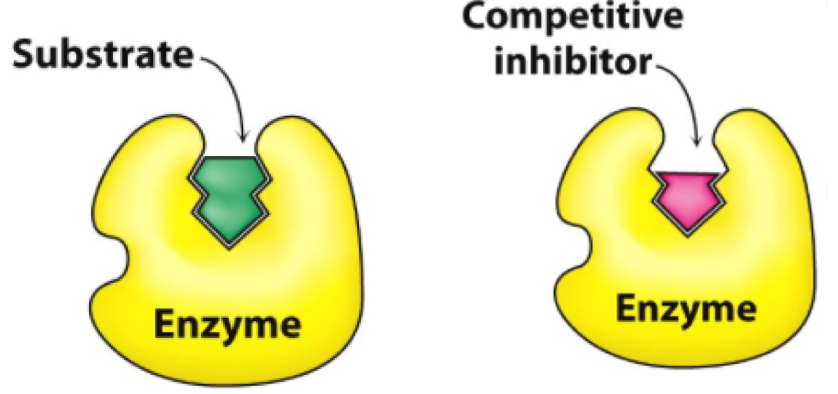 Substrate
Enzyme
Competitive
inhibitor
Enzyme